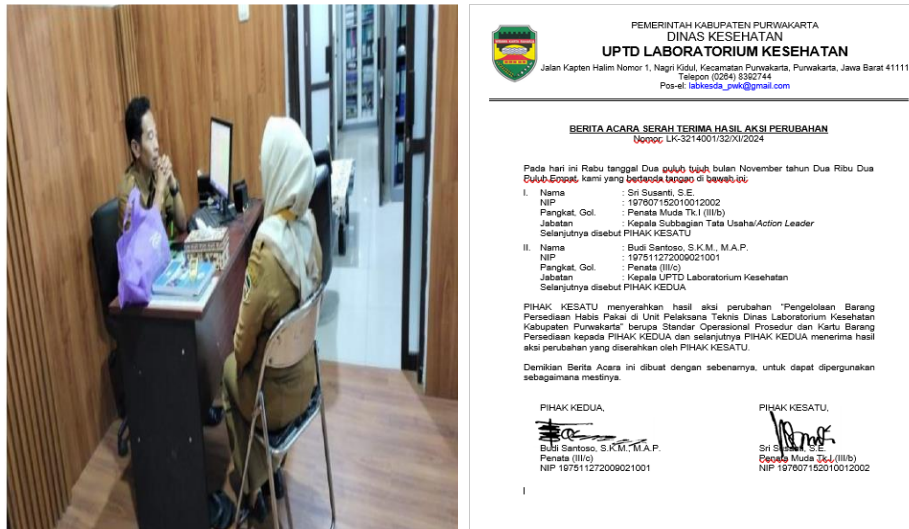 PEMERINTAH KABUPATEN PURWAKARTA
DINAS KESEHATAN
UPTD LABORATORIUM KESEHATAN
Jalan Kapten Halim Nomor 1, Nagri Kidul, Kecamatan Purwakarta, Purwakarta, Jawa Barat 41111
Telepon (0264) 8392744
Pos-el: labkesda_pwk@gmail.com
BERITA ACARA SERAH TERIMA HASIL AKSI PERUBAHAN
Nomor: LK-3214001/32/XI/2024
Pada hari ini Rabu tanggal Dua puluh tujuh bulan November tahun Dua Ribu Dua
Puluh Empat, kami yang bertanda tangan di bawah ini:
I. Nama : Sri Susanti, S.E.
NIP : 197607152010012002
Pangkat, Gol. : Penata Muda Tk.I (III/b)
Jabatan : Kepala Subbagian Tata Usaha/Action Leader
Selanjutnya disebut PIHAK KESATU
II. Nama : Budi Santoso, S.K.M., M.A.P.
NIP : 197511272009021001
Pangkat, Gol. : Penata (III/c)
Jabatan : Kepala UPTD Laboratorium Kesehatan
Selanjutnya disebut PIHAK KEDUA
PIHAK KESATU menyerahkan hasil aksi perubahan "Pengelolaan Barang
Persediaan Habis Pakai di Unit Pelaksana Teknis Dinas Laboratorium Kesehatan
Kabupaten Purwakarta" berupa Standar Operasional Prosedur dan Kartu Barang
Persediaan kepada PIHAK KEDUA dan selanjutnya PIHAK KEDUA menerima hasil
aksi perubahan yang diserahkan oleh PIHAK KESATU.
Demikian Berita Acara ini dibuat dengan sebenarnya, untuk dapat dipergunakan
sebagaimana mestinya.
PIHAK KEDUA,
Budi Santoso, S.K.M., M.A.P.
Penata (III/c)
NIP 197511272009021001
PIHAK KESATU,
Sri Susanti, S.E.
Penata Muda Tk.I (III/b)
NIP 197607152010012002